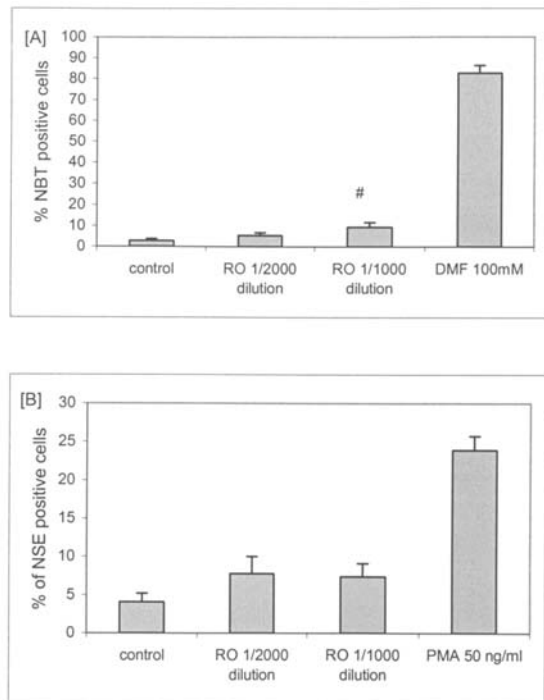 [A]
% NBT positive cells
100
90
80
70
60
50
40
30
20
10
0
#
control
RO 1/2000
dilution
RO 1/1000
dilution
DMF 100mM
[B]
% of NSE positive cells
30
25
20
15
10
5
0
control
RO 1/2000
dilution
RO 1/1000
dilution
PMA 50 ng/ml